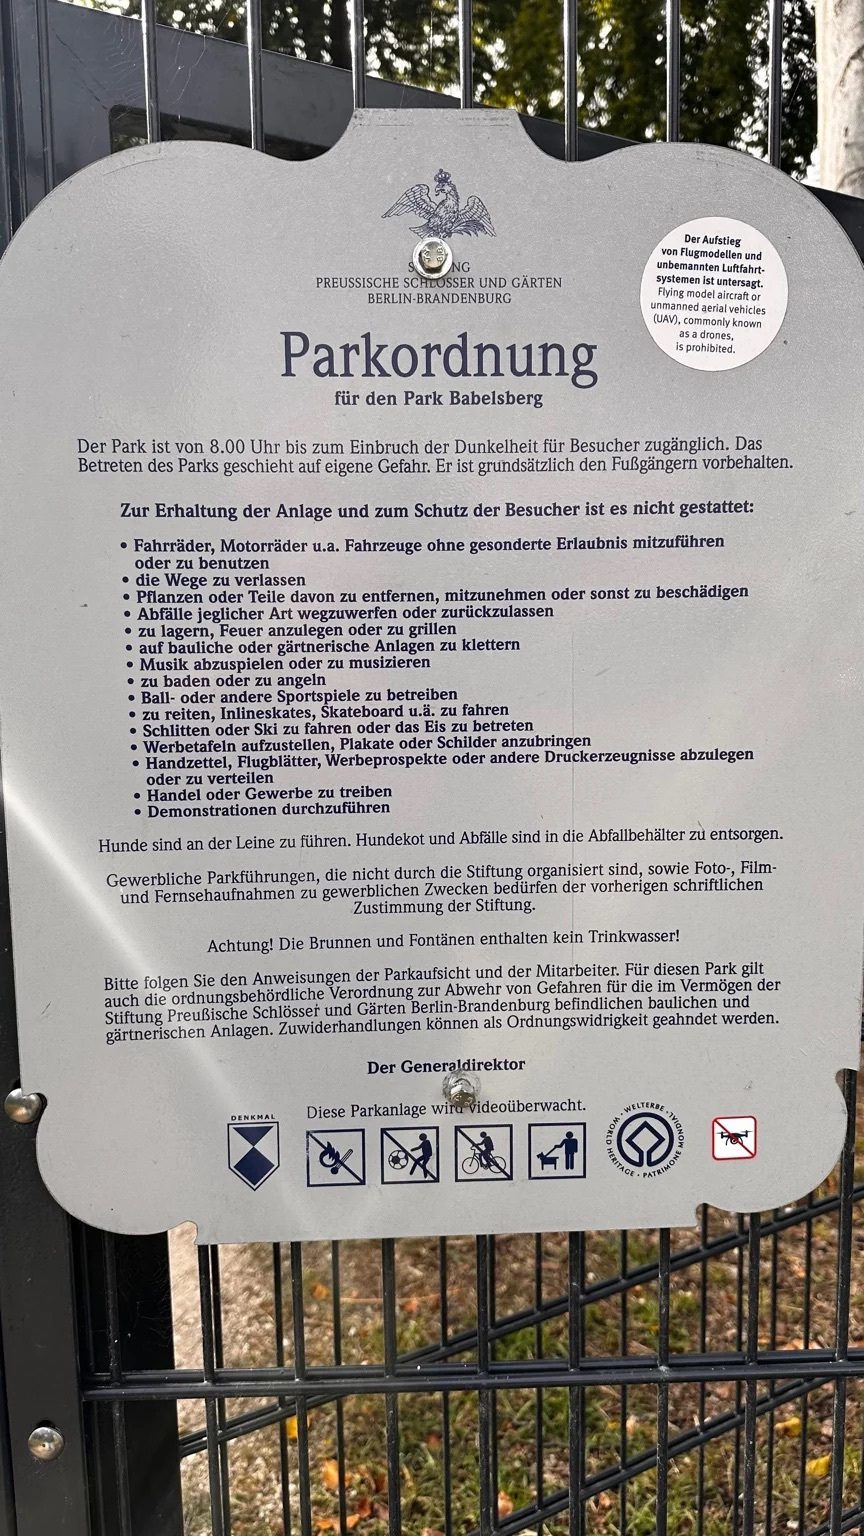 PREUSSISCHE SCHLÖSSER UND GÄRTEN
BERLIN-BRANDENBURG
Der Aufstieg
von Flugmodellen und
unbemannten Luftfahrt-
systemen ist untersagt.
Flying model aircraft or
unmanned aerial vehicles
(UAV), commonly known
as a drones,
is prohibited.
Parkordnung
für den Park Babelsberg
Der Park ist von 8.00 Uhr bis zum Einbruch der Dunkelheit für Besucher zugänglich. Das
Betreten des Parks geschieht auf eigene Gefahr. Er ist grundsätzlich den Fußgängern vorbehalten.
Zur Erhaltung der Anlage und zum Schutz der Besucher ist es nicht gestattet:
• Fahrräder, Motorräder u.a. Fahrzeuge ohne gesonderte Erlaubnis mitzuführen
oder zu benutzen
• die Wege zu verlassen
• Pflanzen oder Teile davon zu entfernen, mitzunehmen oder sonst zu beschädigen
• Abfälle jeglicher Art wegzuwerfen oder zurückzulassen
• zu lagern, Feuer anzulegen oder zu grillen
• auf bauliche oder gärtnerische Anlagen zu klettern
• Musik abzuspielen oder zu musizieren
• zu baden oder zu angeln
• Ball- oder andere Sportspiele zu betreiben
• zu reiten, Inlineskates, Skateboard u.ä. zu fahren
• Schlitten oder Ski zu fahren oder das Eis zu betreten
• Werbetafeln aufzustellen, Plakate oder Schilder anzubringen
• Handzettel, Flugblätter, Werbeprospekte oder andere Druckerzeugnisse abzulegen
oder zu verteilen
• Handel oder Gewerbe zu treiben
• Demonstrationen durchzuführen
Hunde sind an der Leine zu führen. Hundekot und Abfälle sind in die Abfallbehälter zu entsorgen.
Gewerbliche Parkführungen, die nicht durch die Stiftung organisiert sind, sowie Foto-, Film-
und Fernsehaufnahmen zu gewerblichen Zwecken bedürfen der vorherigen schriftlichen
Zustimmung der Stiftung.
Achtung! Die Brunnen und Fontänen enthalten kein Trinkwasser!
Bitte folgen Sie den Anweisungen der Parkaufsicht und der Mitarbeiter. Für diesen Park gilt
auch die ordnungsbehördliche Verordnung zur Abwehr von Gefahren für die im Vermögen der
Stiftung Preußische Schlösser und Gärten Berlin-Brandenburg befindlichen baulichen und
gärtnerischen Anlagen. Zuwiderhandlungen können als Ordnungswidrigkeit geahndet werden.
Der Generaldirektor
Diese Parkanlage wird videoüberwacht.
DENKMAL
WELTERBE • WORLD HERITAGE • PATRIMOINE MONDIAL